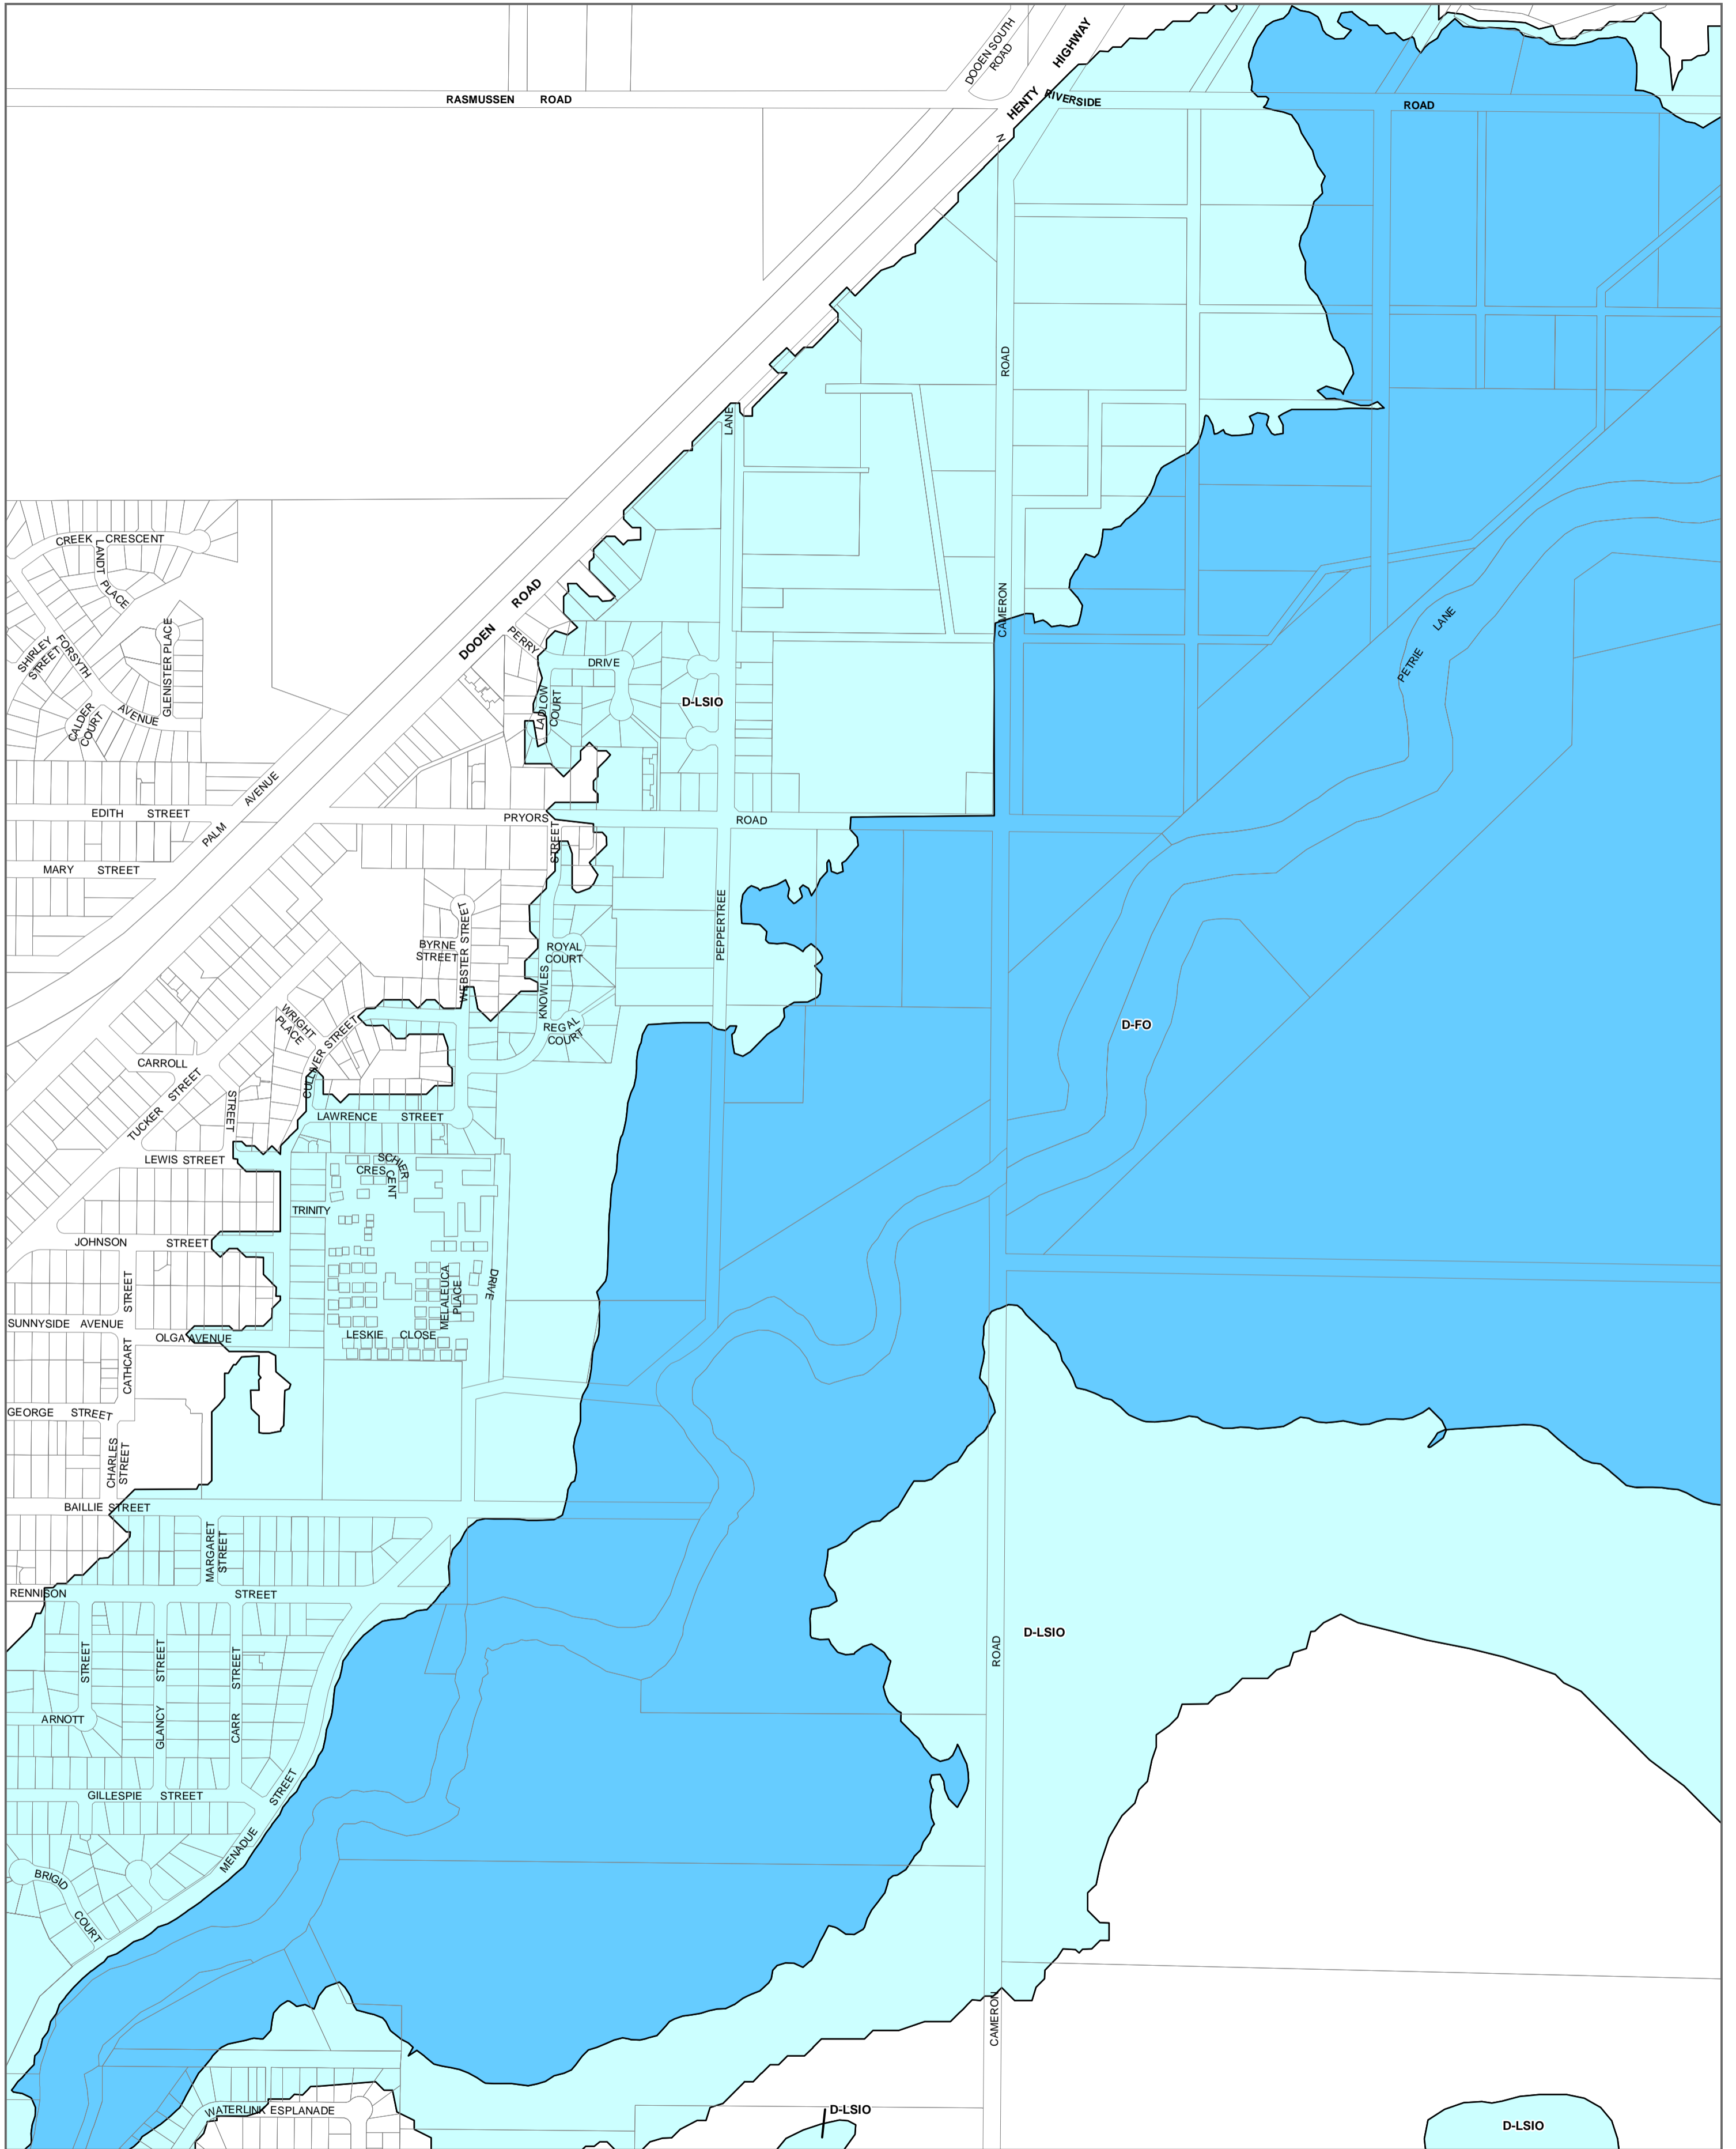 DOOEN SOUTH
ROAD
HENTY HIGHWAY
N
RASMUSSEN ROAD
RIVERSIDE ROAD
ROAD
CAMERON
LANE
PEPPERTREE
CREEK CRESCENT
LANDT
PLACE
SHIRLEY
STREET
FORSYTH
AVENUE
GLENISTER PLACE
CALDER
COURT
DOOEN ROAD
PERRY
DRIVE
LAIDLOW
COURT
D-LSIO
PETRIE LANE
EDITH STREET
PALM AVENUE
MARY STREET
PRYORS ROAD
STREET
KNOWLES
BYRNE
STREET
WEBSTER STREET
ROYAL
COURT
REGAL
COURT
D-FO
WRIGHT
PLACE
CULLIVER STREET
CARROLL
STREET
TUCKER STREET
LAWRENCE STREET
LEWIS STREET
SCHIER
CRESCENT
TRINITY
DRIVE
JOHNSON STREET
MELALEUCA
PLACE
STREET
CATHCART
SUNNYSIDE AVENUE
OLGA AVENUE
LESKIE CLOSE
GEORGE STREET
CHARLES
STREET
BAILLIE STREET
MARGARET
STREET
RENNISON STREET
D-LSIO
ROAD
CAMERON
STREET
ARNOTT
GLANCY STREET
CARR STREET
GILLESPIE STREET
MENADUE STREET
BRIGID
COURT
WATERLINK ESPLANADE
D-LSIO
D-LSIO